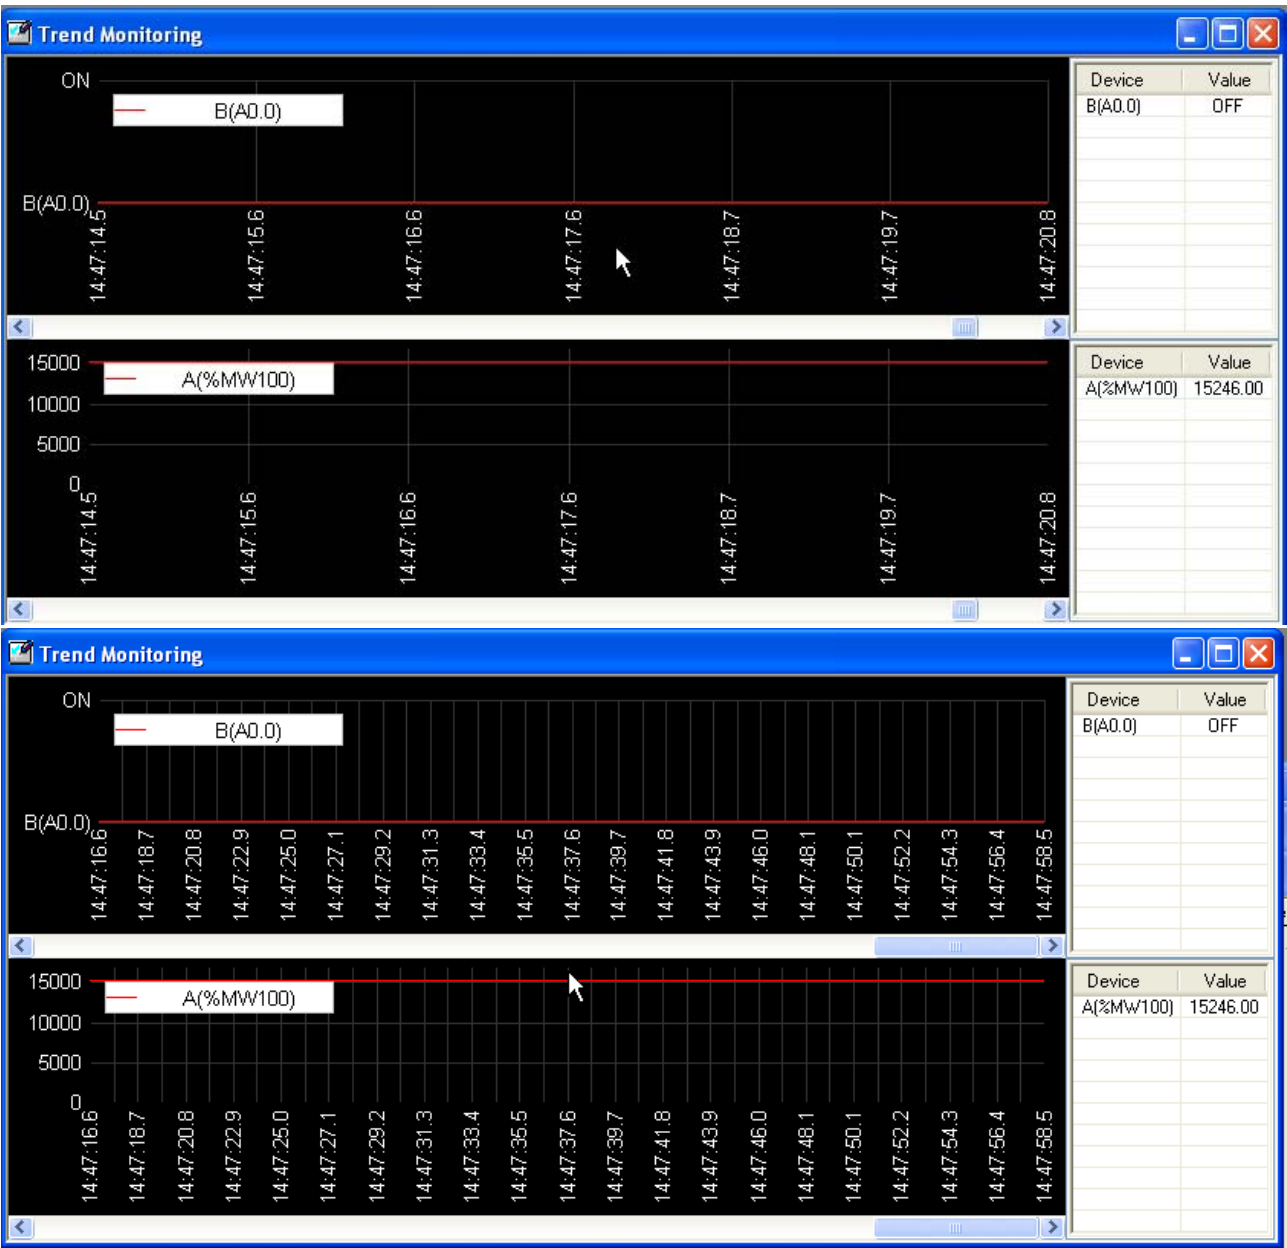 Trend Monitoring
ON
B(A0.0)
B(A0.0)
14:47:14.5 14:47:15.6 14:47:16.6 14:47:17.6 14:47:18.7 14:47:19.7 14:47:20.8
Device Value
B(A0.0) OFF
15000
A(%MW100)
10000
5000
0
14:47:14.5 14:47:15.6 14:47:16.6 14:47:17.6 14:47:18.7 14:47:19.7 14:47:20.8
Device Value
A(%MW100) 15246.00
Trend Monitoring
ON
B(A0.0)
B(A0.0)
14:47:16.6 14:47:18.7 14:47:20.8 14:47:22.9 14:47:25.0 14:47:27.1 14:47:29.2 14:47:31.3 14:47:33.4 14:47:35.5 14:47:37.6 14:47:39.7 14:47:41.8 14:47:43.9 14:47:46.0 14:47:48.1 14:47:50.1 14:47:52.2 14:47:54.3 14:47:56.4 14:47:58.5
Device Value
B(A0.0) OFF
15000
A(%MW100)
10000
5000
0
14:47:16.6 14:47:18.7 14:47:20.8 14:47:22.9 14:47:25.0 14:47:27.1 14:47:29.2 14:47:31.3 14:47:33.4 14:47:35.5 14:47:37.6 14:47:39.7 14:47:41.8 14:47:43.9 14:47:46.0 14:47:48.1 14:47:50.1 14:47:52.2 14:47:54.3 14:47:56.4 14:47:58.5
Device Value
A(%MW100) 15246.00